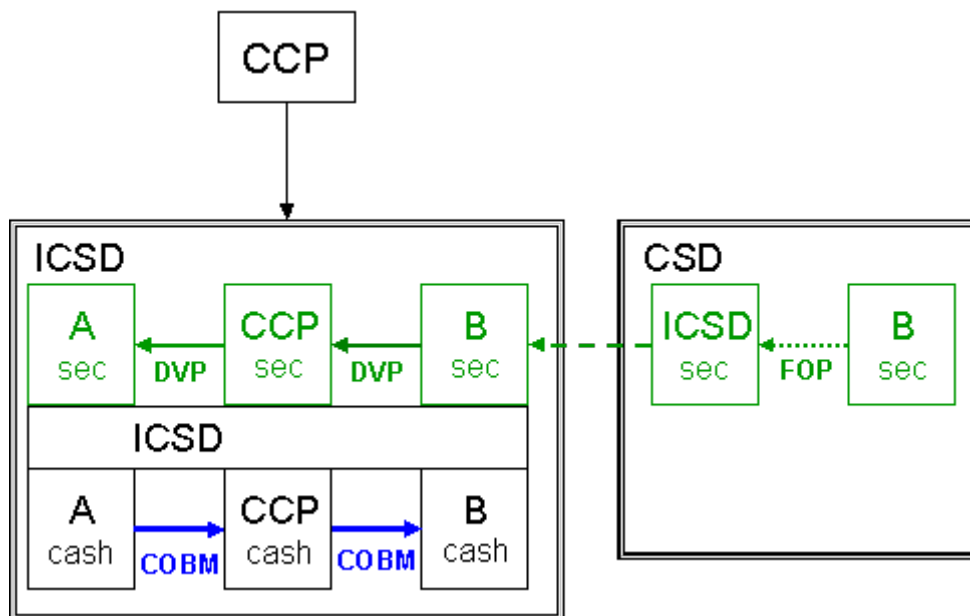 CCP
ICSD
CSD
A
sec
DVP
CCP
sec
DVP
B
sec
ICSD
sec
FOP
B
sec
ICSD
A
cash
COBM
CCP
cash
COBM
B
cash